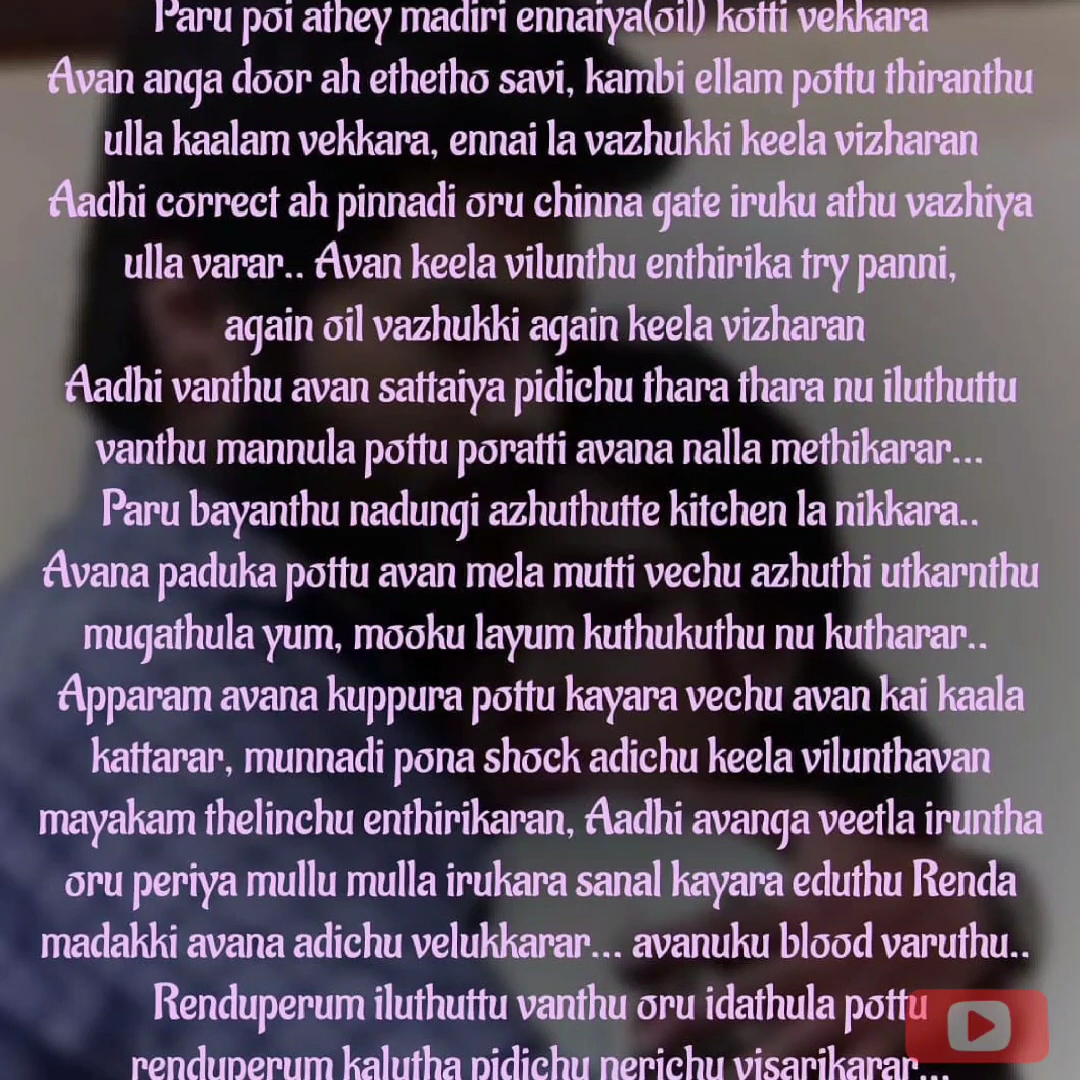 Paru poi athey madiri ennaiya(oil) kotti vekkara
Avan anga door ah ethetho savi, kambi ellam pottu thiranthu
ulla kaalam vekkara, ennai la vazhukki keela vizharan
Aadhi correct ah pinnadi oru chinna gate iruku athu vazhiya
ulla varar.. Avan keela vilunthu enthirika try panni,
again oil vazhukki again keela vizharan
Aadhi vanthu avan sattaiya pidichu thara thara nu iluthuttu
vanthu mannula pottu poratti avana nalla methikarar...
Paru bayanthu nadungi azhuthutte kitchen la nikkara..
Avana paduka pottu avan mela mutti vechu azhuthi utkarnthu
mugathula yum, mooku layum kuthukuthu nu kutharar..
Apparam avana kuppura pottu kayara vechu avan kai kaala
kattarar, munnadi pona shock adichu keela vilunthavan
mayakam thelinchu enthirikaran, Aadhi avanga veetla iruntha
oru periya mullu mulla irukara sanal kayara eduthu Renda
madakki avana adichu velukkarar... avanuku blood varuthu..
Renduperum iluthuttu vanthu oru idathula pottu
renduperum kalutha pidichu nerichu visarikarar...